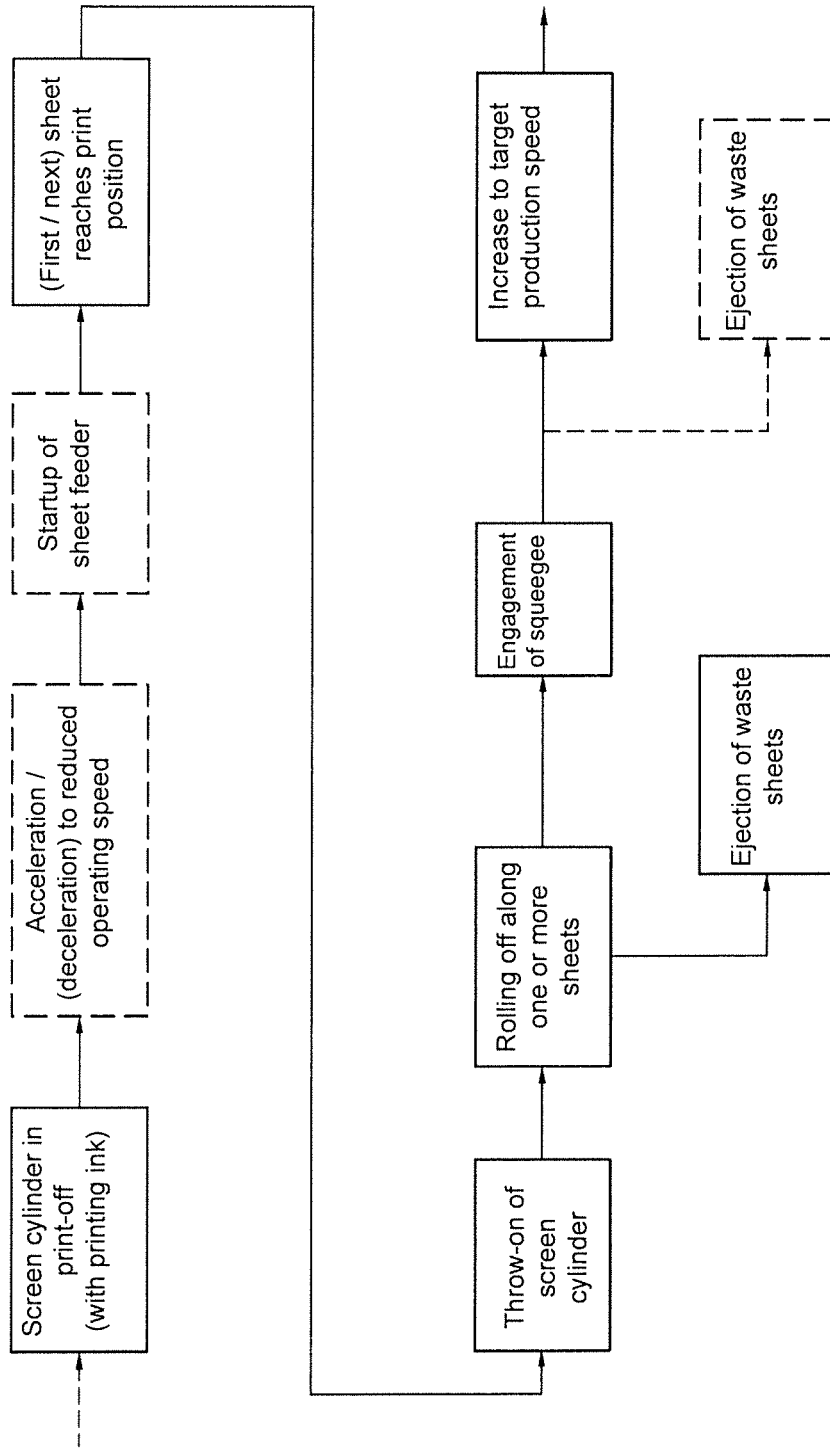 Screen cylinder in
print-off
(with printing ink)
Acceleration /
(deceleration) to reduced
operating speed
Startup of
sheet feeder
(First / next) sheet
reaches print
position
Throw-on of
screen
cylinder
Rolling off along
one or more
sheets
Ejection of waste
sheets
Engagement
of squeegee
Increase to target
production speed
Ejection of waste
sheets